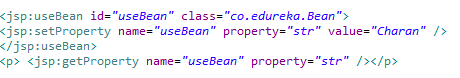 <jsp:useBean id="useBean" class="co.edureka.Bean">
<jsp:setProperty name="useBean" property="str" value="Charan" />
</jsp:useBean>
<p> <jsp:getProperty name="useBean" property="str" /></p>